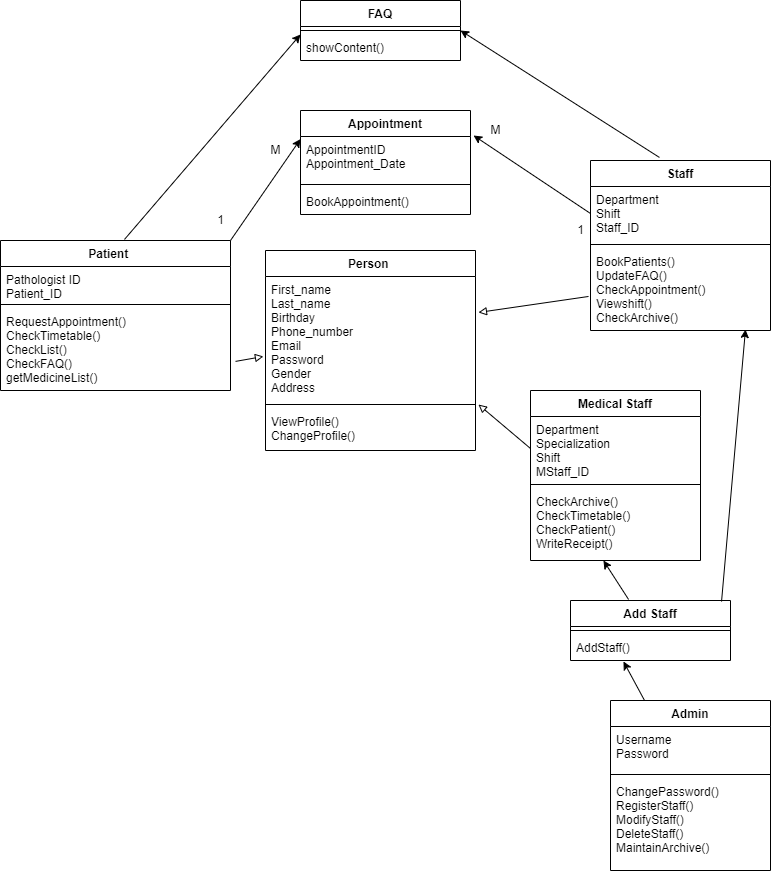 FAQ
showContent()
Appointment
AppointmentID
Appointment_Date
BookAppointment()
M
M
1
1
Staff
Department
Shift
Staff_ID
BookPatients()
UpdateFAQ()
CheckAppointment()
Viewshift()
CheckArchive()
Patient
Pathologist ID
Patient_ID
RequestAppointment()
CheckTimetable()
CheckList()
CheckFAQ()
getMedicineList()
Person
First_name
Last_name
Birthday
Phone_number
Email
Password
Gender
Address
ViewProfile()
ChangeProfile()
Medical Staff
Department
Specialization
Shift
MStaff_ID
CheckArchive()
CheckTimetable()
CheckPatient()
WriteReceipt()
Add Staff
AddStaff()
Admin
Username
Password
ChangePassword()
RegisterStaff()
ModifyStaff()
DeleteStaff()
MaintainArchive()